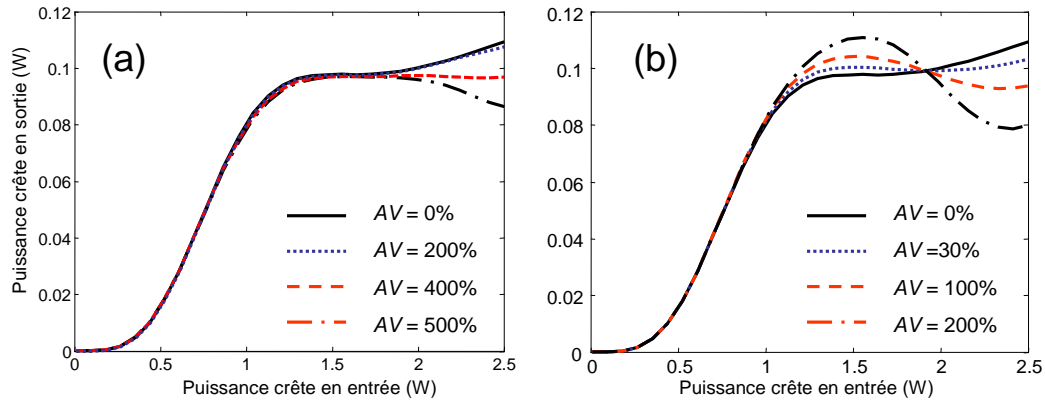 0.12
0.1
0.08
0.06
0.04
0.02
0
Puissance crête en sortie (W)
(a)
AV = 0%
AV = 200%
AV = 400%
AV = 500%
0 0.5 1 1.5 2 2.5
Puissance crête en entrée (W)
0.12
0.1
0.08
0.06
0.04
0.02
0
(b)
AV = 0%
AV =30%
AV = 100%
AV = 200%
0 0.5 1 1.5 2 2.5
Puissance crête en entrée (W)